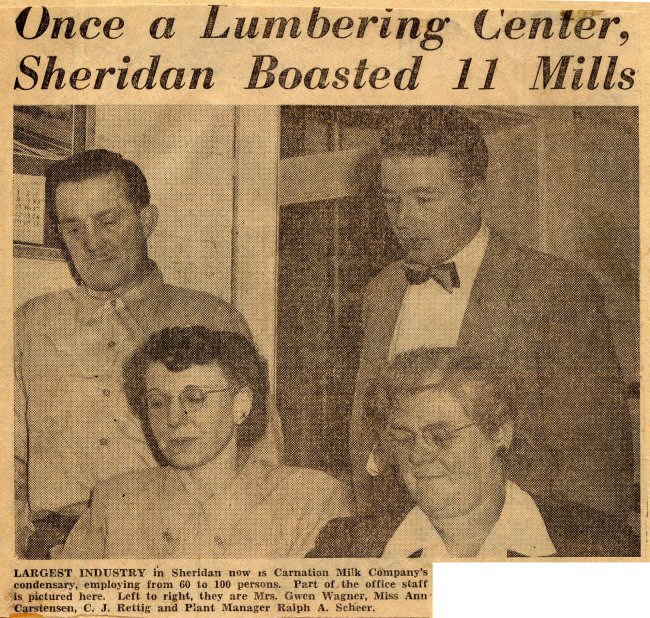 Once a Lumbering Center,
Sheridan Boasted 11 Mills
LARGEST INDUSTRY in Sheridan now is Carnation Milk Company's
condensary, employing from 60 to 100 persons. Part of the office staff
is pictured here. Left to right, they are Mrs. Gwen Wagner, Miss Ann
Carstensen, C. J. Rettig and Plant Manager Ralph A. Scheer.